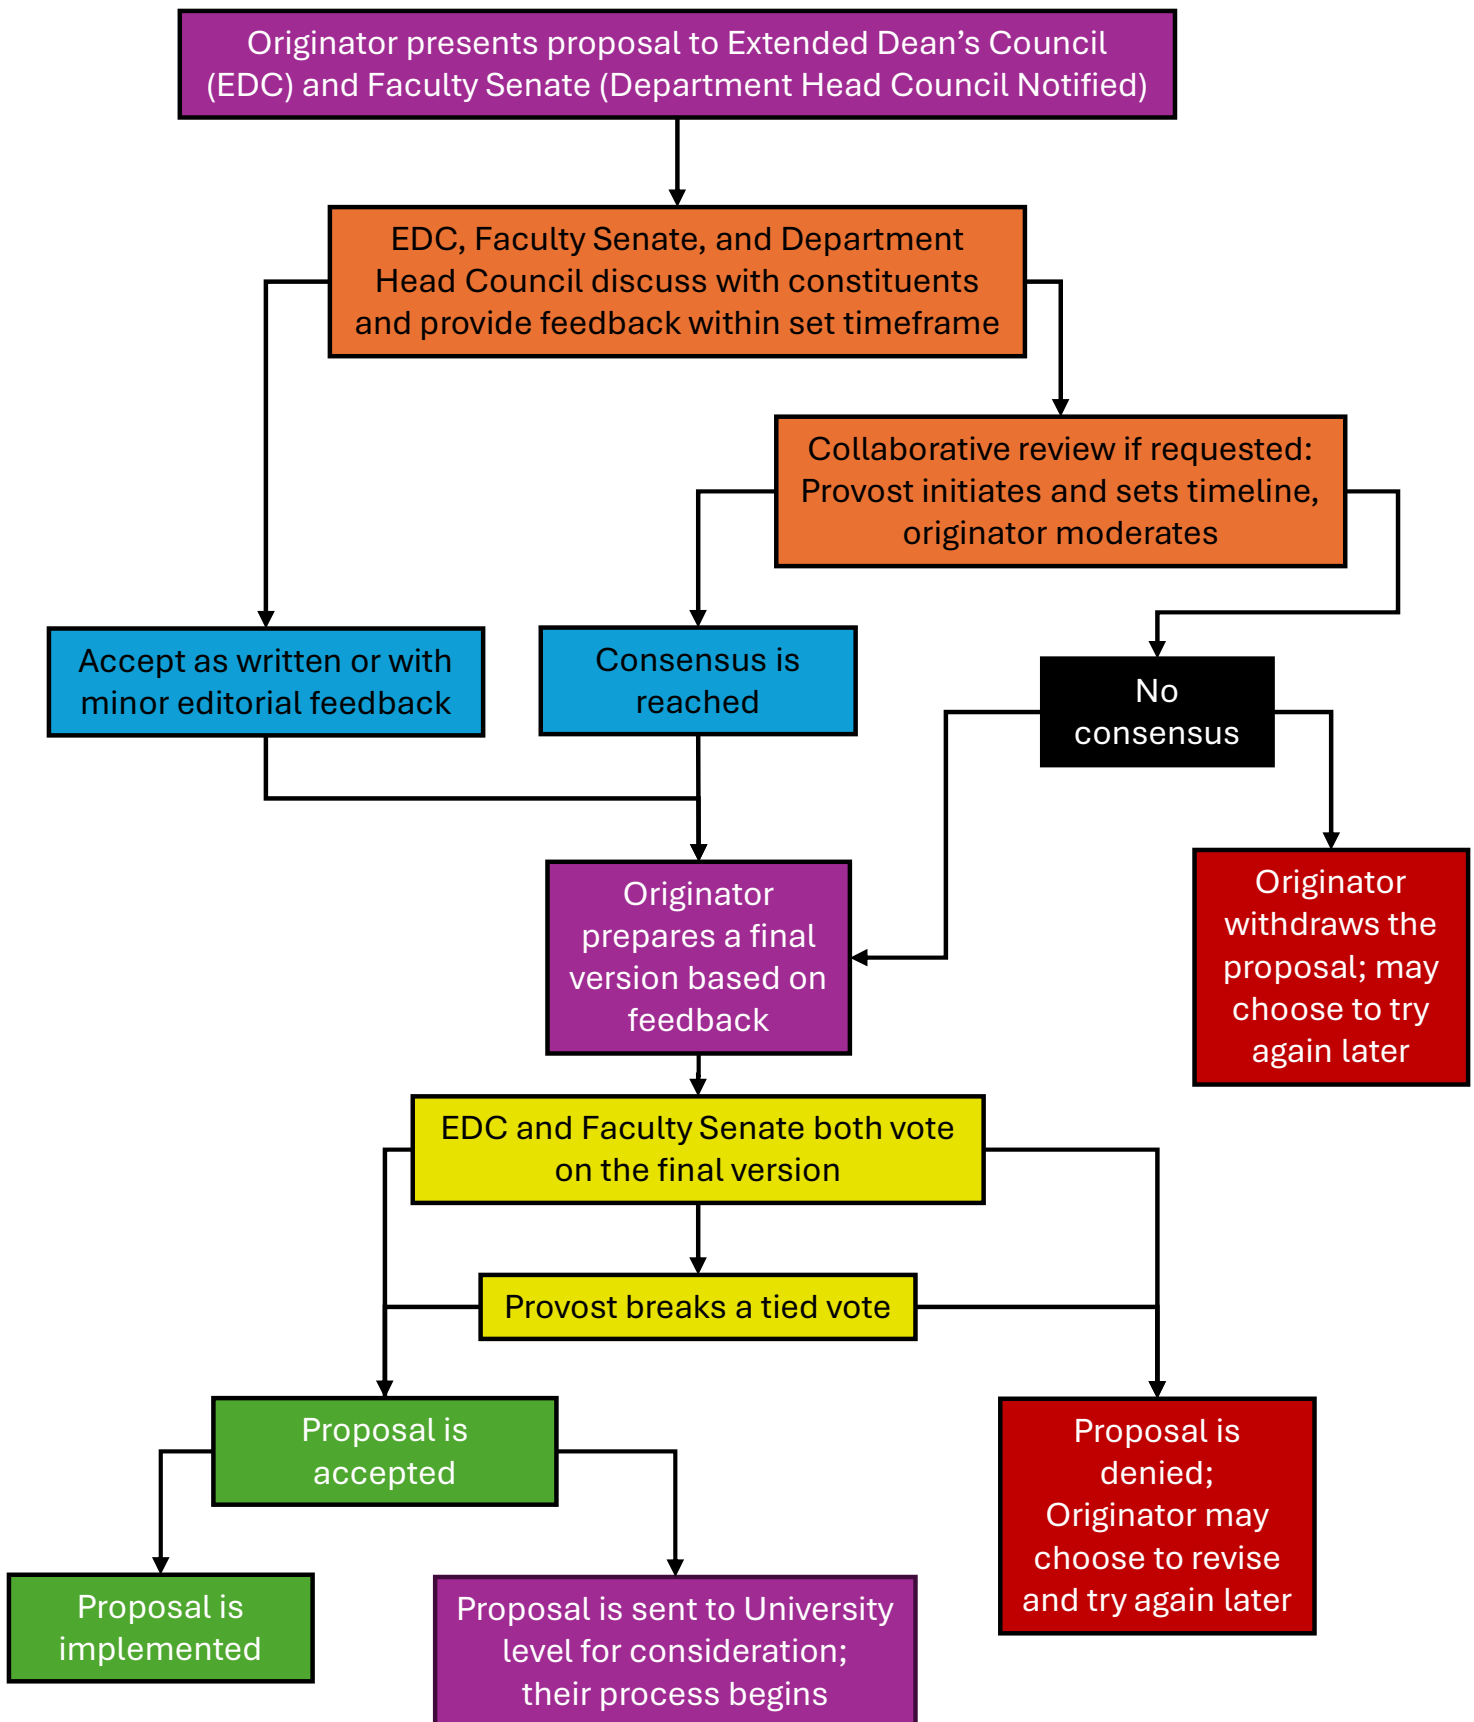 Originator presents proposal to Extended Dean’s Council
(EDC) and Faculty Senate (Department Head Council Notified)
EDC, Faculty Senate, and Department
Head Council discuss with constituents
and provide feedback within set timeframe
Collaborative review if requested:
Provost initiates and sets timeline,
originator moderates
Accept as written or with
minor editorial feedback
Consensus is
reached
No
consensus
Originator
prepares a final
version based on
feedback
Originator
withdraws the
proposal; may
choose to try
again later
EDC and Faculty Senate both vote
on the final version
Provost breaks a tied vote
Proposal is
accepted
Proposal is
denied;
Originator may
choose to revise
and try again later
Proposal is
implemented
Proposal is sent to University
level for consideration;
their process begins